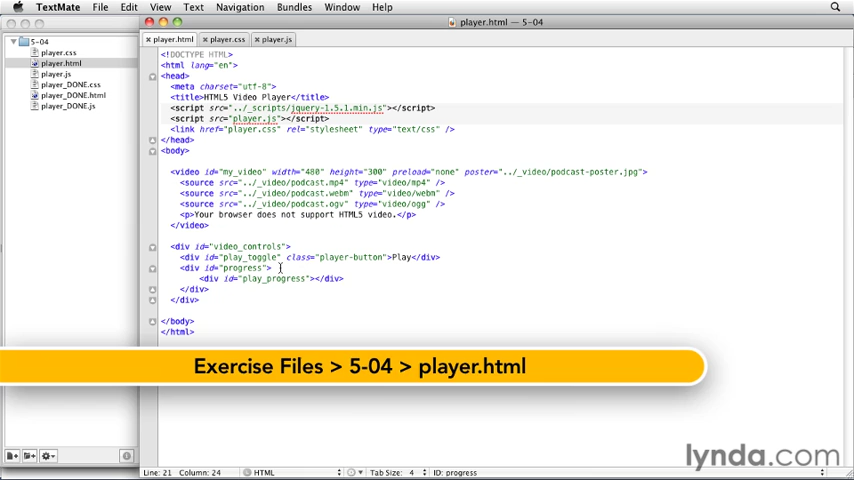 TextMate File Edit View Text Navigation Bundles Window Help
player.html — 5-04
5-04
player.css
player.html
player.js
player_DONE.css
player_DONE.html
player_DONE.js
player.html player.css player.js
<!DOCTYPE HTML>
<html lang="en">
<head>
<meta charset="utf-8">
<title>HTML5 Video Player</title>
<script src="../_scripts/jquery-1.5.1.min.js"></script>
<script src="player.js"></script>
<link href="player.css" rel="stylesheet" type="text/css" />
</head>
<body>
<video id="my_video" width="480" height="300" preload="none" poster="../_video/podcast-poster.jpg">
<source src="../_video/podcast.mp4" type="video/mp4" />
<source src="../_video/podcast.webm" type="video/webm" />
<source src="../_video/podcast.ogv" type="video/ogg" />
<p>Your browser does not support HTML5 video.</p>
</video>
<div id="video_controls">
<div id="play_toggle" class="player-button">Play</div>
<div id="progress">
<div id="play_progress"></div>
</div>
</div>
</body>
</html>
Exercise Files > 5-04 > player.html
lynda.com
Line: 21 Column: 24 HTML Tab Size: 4 ID: progress